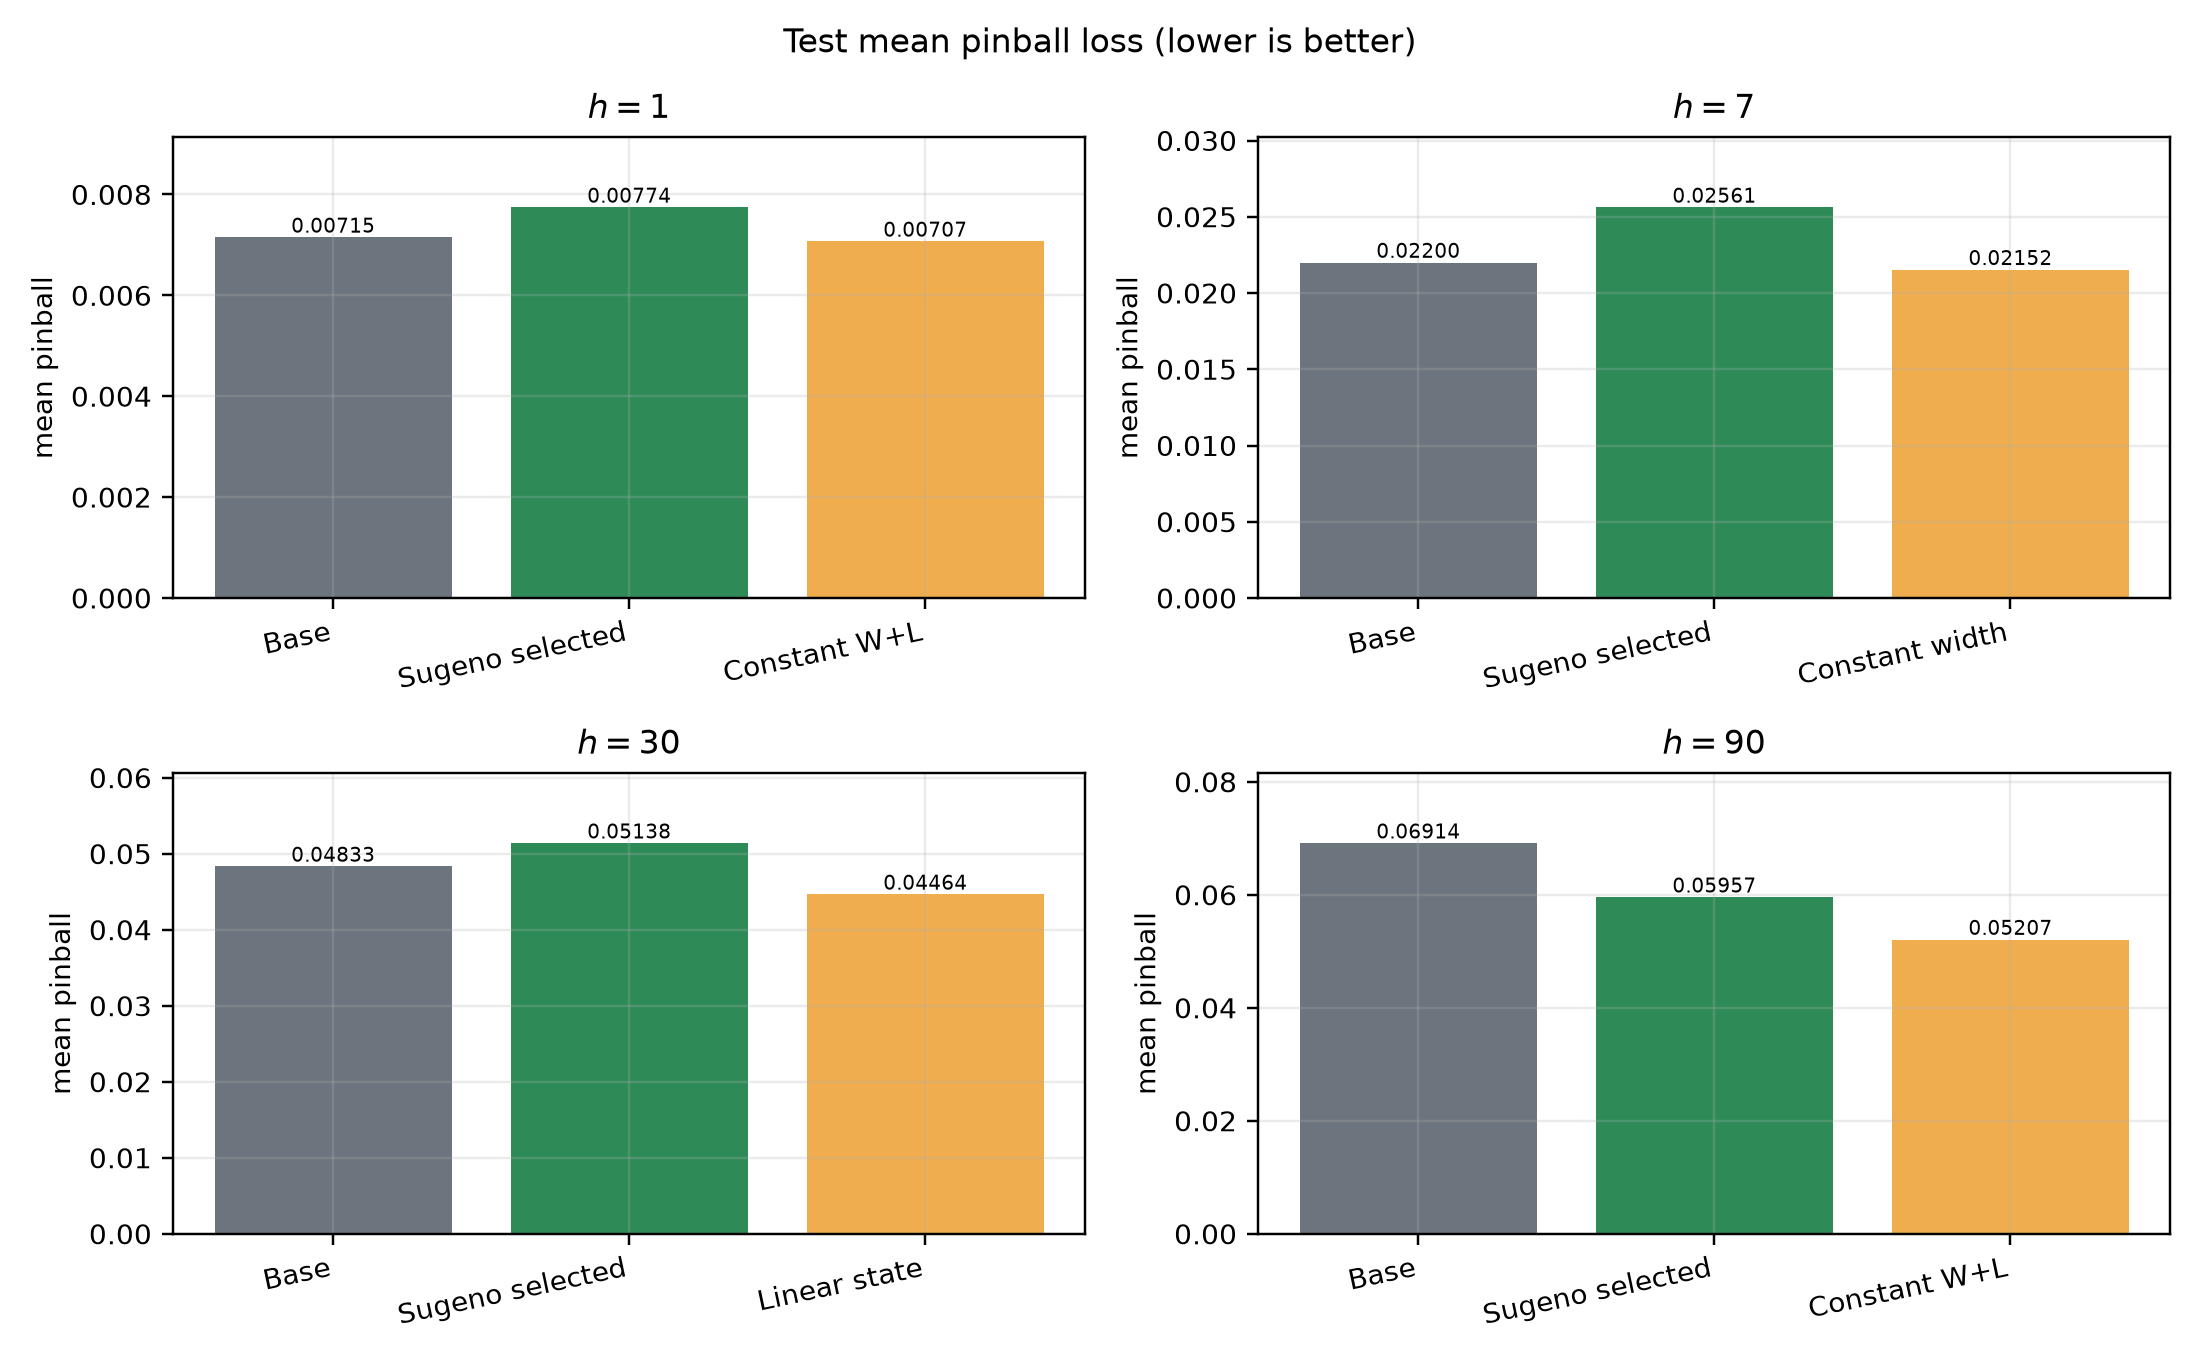 Test mean pinball loss (lower is better)
h = 1
mean pinball
0.008
0.006
0.004
0.002
0.000
0.00715
0.00774
0.00707
Base
Sugeno selected
Constant W+L
h = 7
mean pinball
0.030
0.025
0.020
0.015
0.010
0.005
0.000
0.02200
0.02561
0.02152
Base
Sugeno selected
Constant width
h = 30
mean pinball
0.06
0.05
0.04
0.03
0.02
0.01
0.00
0.04833
0.05138
0.04464
Base
Sugeno selected
Linear state
h = 90
mean pinball
0.08
0.06
0.04
0.02
0.00
0.06914
0.05957
0.05207
Base
Sugeno selected
Constant W+L